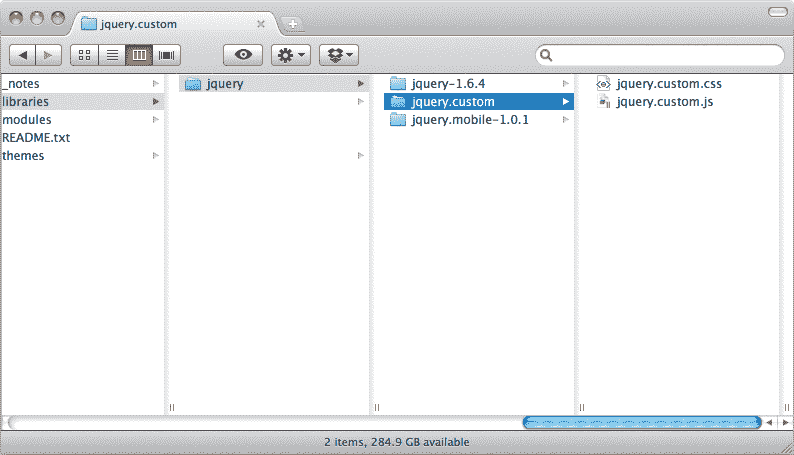 jquery.custom
_notes
libraries
modules
README.txt
themes
jquery
jquery-1.6.4
jquery.custom
jquery.mobile-1.0.1
jquery.custom.css
jquery.custom.js
2 items, 284.9 GB available